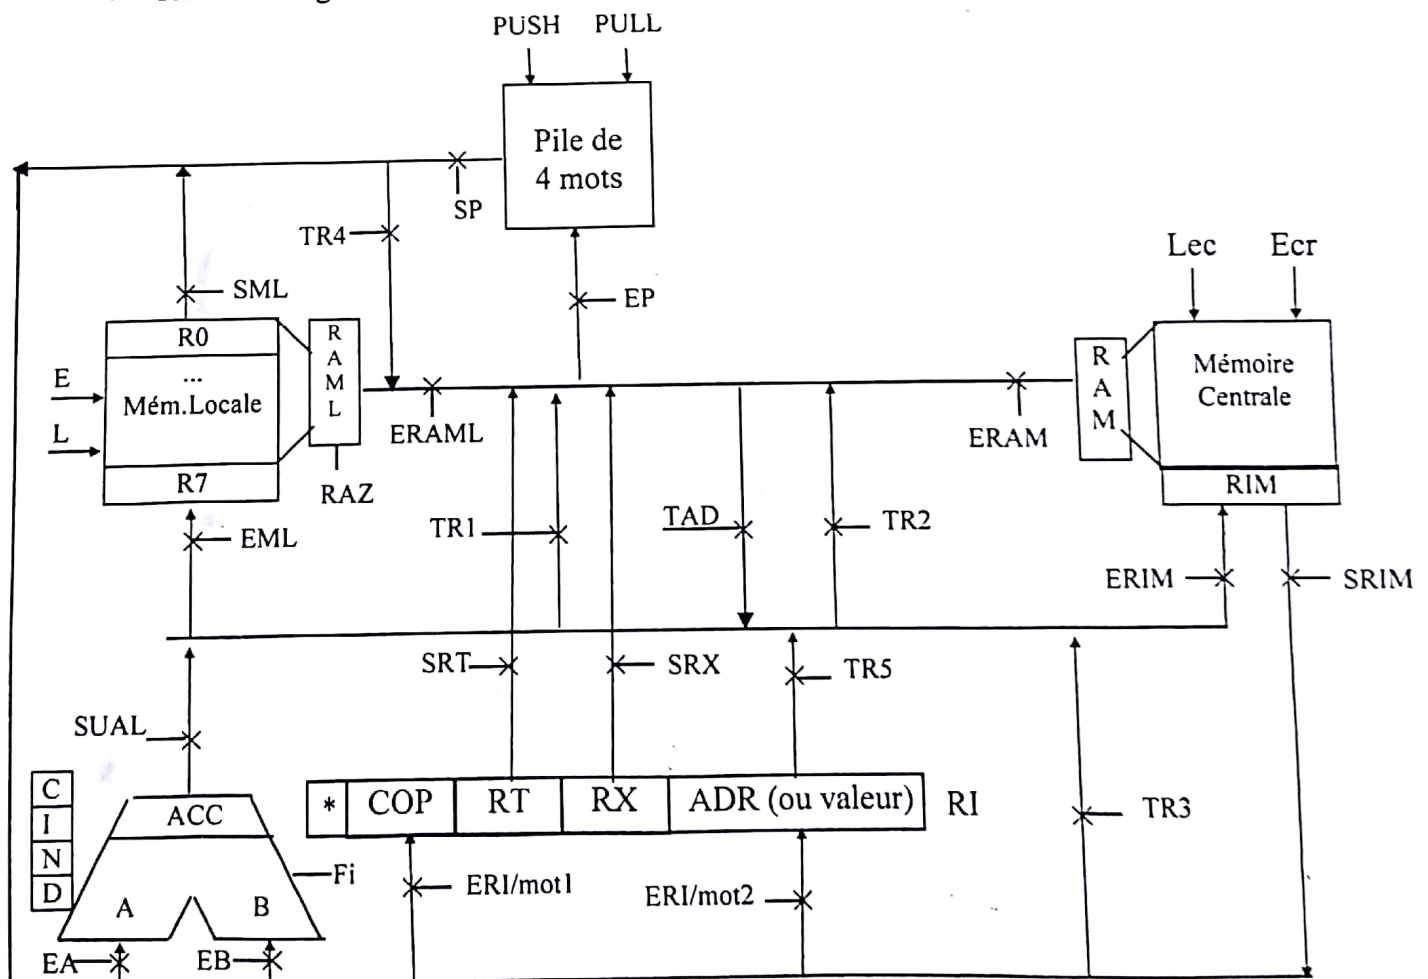 PUSH PULL
Pile de
4 mots
SP
TR4
Lec Ecr
SML
EP
R0
...
Mém.Locale
R7
E
L
RAML
RAZ
ERAML
ERAM
RAM
Mémoire
Centrale
RIM
EML
TR1
TAD
TR2
ERIM
SRIM
SRT
SRX
TR5
SUAL
C
I
N
D
ACC
A B
Fi
* COP RT RX ADR (ou valeur) RI
TR3
ERI/mot1
ERI/mot2
EA
EB